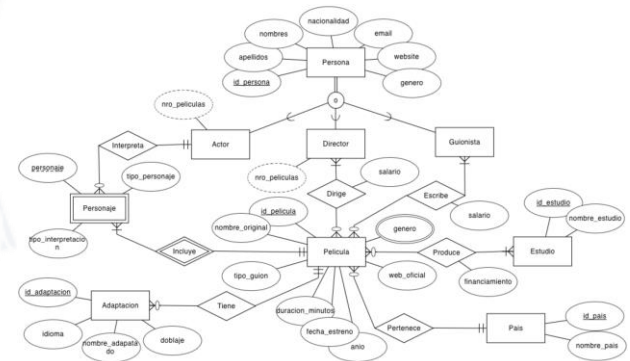 nacionalidad
nombres
email
apellidos
Persona
website
id_persona
genero
o
nro_peliculas
Interpreta
Actor
Director
Guionista
personaje
tipo_personaje
nro_peliculas
salario
Dirige
Escribe
Personaje
id_pelicula
salario
id_estudio
nombre_original
genero
nombre_estudio
tipo_interpretacio
n
Incluye
Pelicula
Produce
Estudio
tipo_guion
web_oficial
financiamiento
id_adaptacion
duracion_minutos
Adaptacion
Tiene
id_pais
fecha_estreno
Pertenece
Pais
idioma
doblaje
nombre_adapata
do
anio
nombre_pais